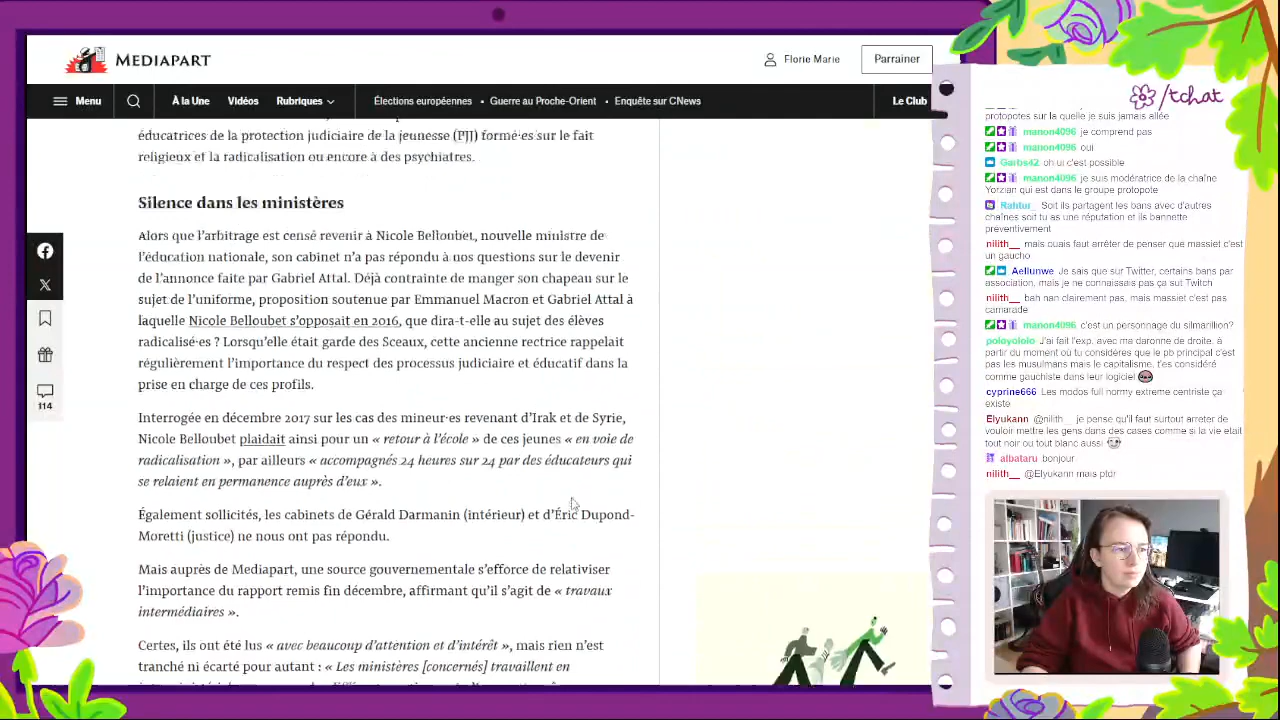 MEDIAPART
Florie Marie
Parrainer
Menu
À la Une
Vidéos
Rubriques
Élections européennes
Guerre au Proche-Orient
Enquête sur CNews
Le Club
éducatrices de la protection judiciaire de la jeunesse (PJJ) formé·es sur le fait
religieux et la radicalisation ou encore à des psychiatres.
Silence dans les ministères
Alors que l'arbitrage est censé revenir à Nicole Belloubet, nouvelle ministre de
l'éducation nationale, son cabinet n'a pas répondu à nos questions sur le devenir
de l'annonce faite par Gabriel Attal. Déjà contrainte de manger son chapeau sur le
sujet de l'uniforme, proposition soutenue par Emmanuel Macron et Gabriel Attal à
laquelle Nicole Belloubet s'opposait en 2016, que dira-t-elle au sujet des élèves
radicalisé·es ? Lorsqu'elle était garde des Sceaux, cette ancienne rectrice rappelait
régulièrement l'importance du respect des processus judiciaire et éducatif dans la
prise en charge de ces profils.
Interrogée en décembre 2017 sur les cas des mineur·es revenant d'Irak et de Syrie,
Nicole Belloubet plaidait ainsi pour un « retour à l'école » de ces jeunes « en voie de
radicalisation », par ailleurs « accompagnés 24 heures sur 24 par des éducateurs qui
se relaient en permanence auprès d'eux ».
Également sollicités, les cabinets de Gérald Darmanin (intérieur) et d'Éric Dupond-
Moretti (justice) ne nous ont pas répondu.
Mais auprès de Mediapart, une source gouvernementale s'efforce de relativiser
l'importance du rapport remis fin décembre, affirmant qu'il s'agit de « travaux
intermédiaires ».
Certes, ils ont été lus « avec beaucoup d'attention et d'intérêt », mais rien n'est
tranché ni écarté pour autant : « Les ministères [concernés] travaillent en
114
/tchat
protopotes sur la quelle je suis jamais allée
manon4096 je comprend pas
manon4096 oui
Garbs42 oh ui c'est possible
manon4096 je suis modératrice de la chaîne
Yorzian qui est dans le groupe protopote
Rahtur_ Soit ils partagent les bans avec d'autres
chaînes soit tu as une réputation et ils bannette
preventivement
nilith__ mais ouais faut arrêter de penser que massiet c'est
un gaucho
Aellunwe Je sais que sur Twitter, certains bans par
association, mais je ne connaissais pas ça sut Twitch
nilith__ bah nan clairement pas, mais massiet c'est pas
camarade
manon4096 c'est un personnage du silmarillion?
poloyololo J'ai fait l'exp. avec ma daronne de droite. à
partir du moment où tu considères que le pb principal c'est
pas les musulmans mais le capitalisme, t'es considéré
comme gauchiste dans leur logiciel
cyprine666 Les modos full normy extreme centriste ça
existe
Elyukann @nilith__ je pense qu'il faut surtout arreter de
vouloir mettre les gens dans des cases comme si la vie etait
tout noir ou tout blanc aussi
albataru bonjour
nilith__ @Elyukann mais ptdr